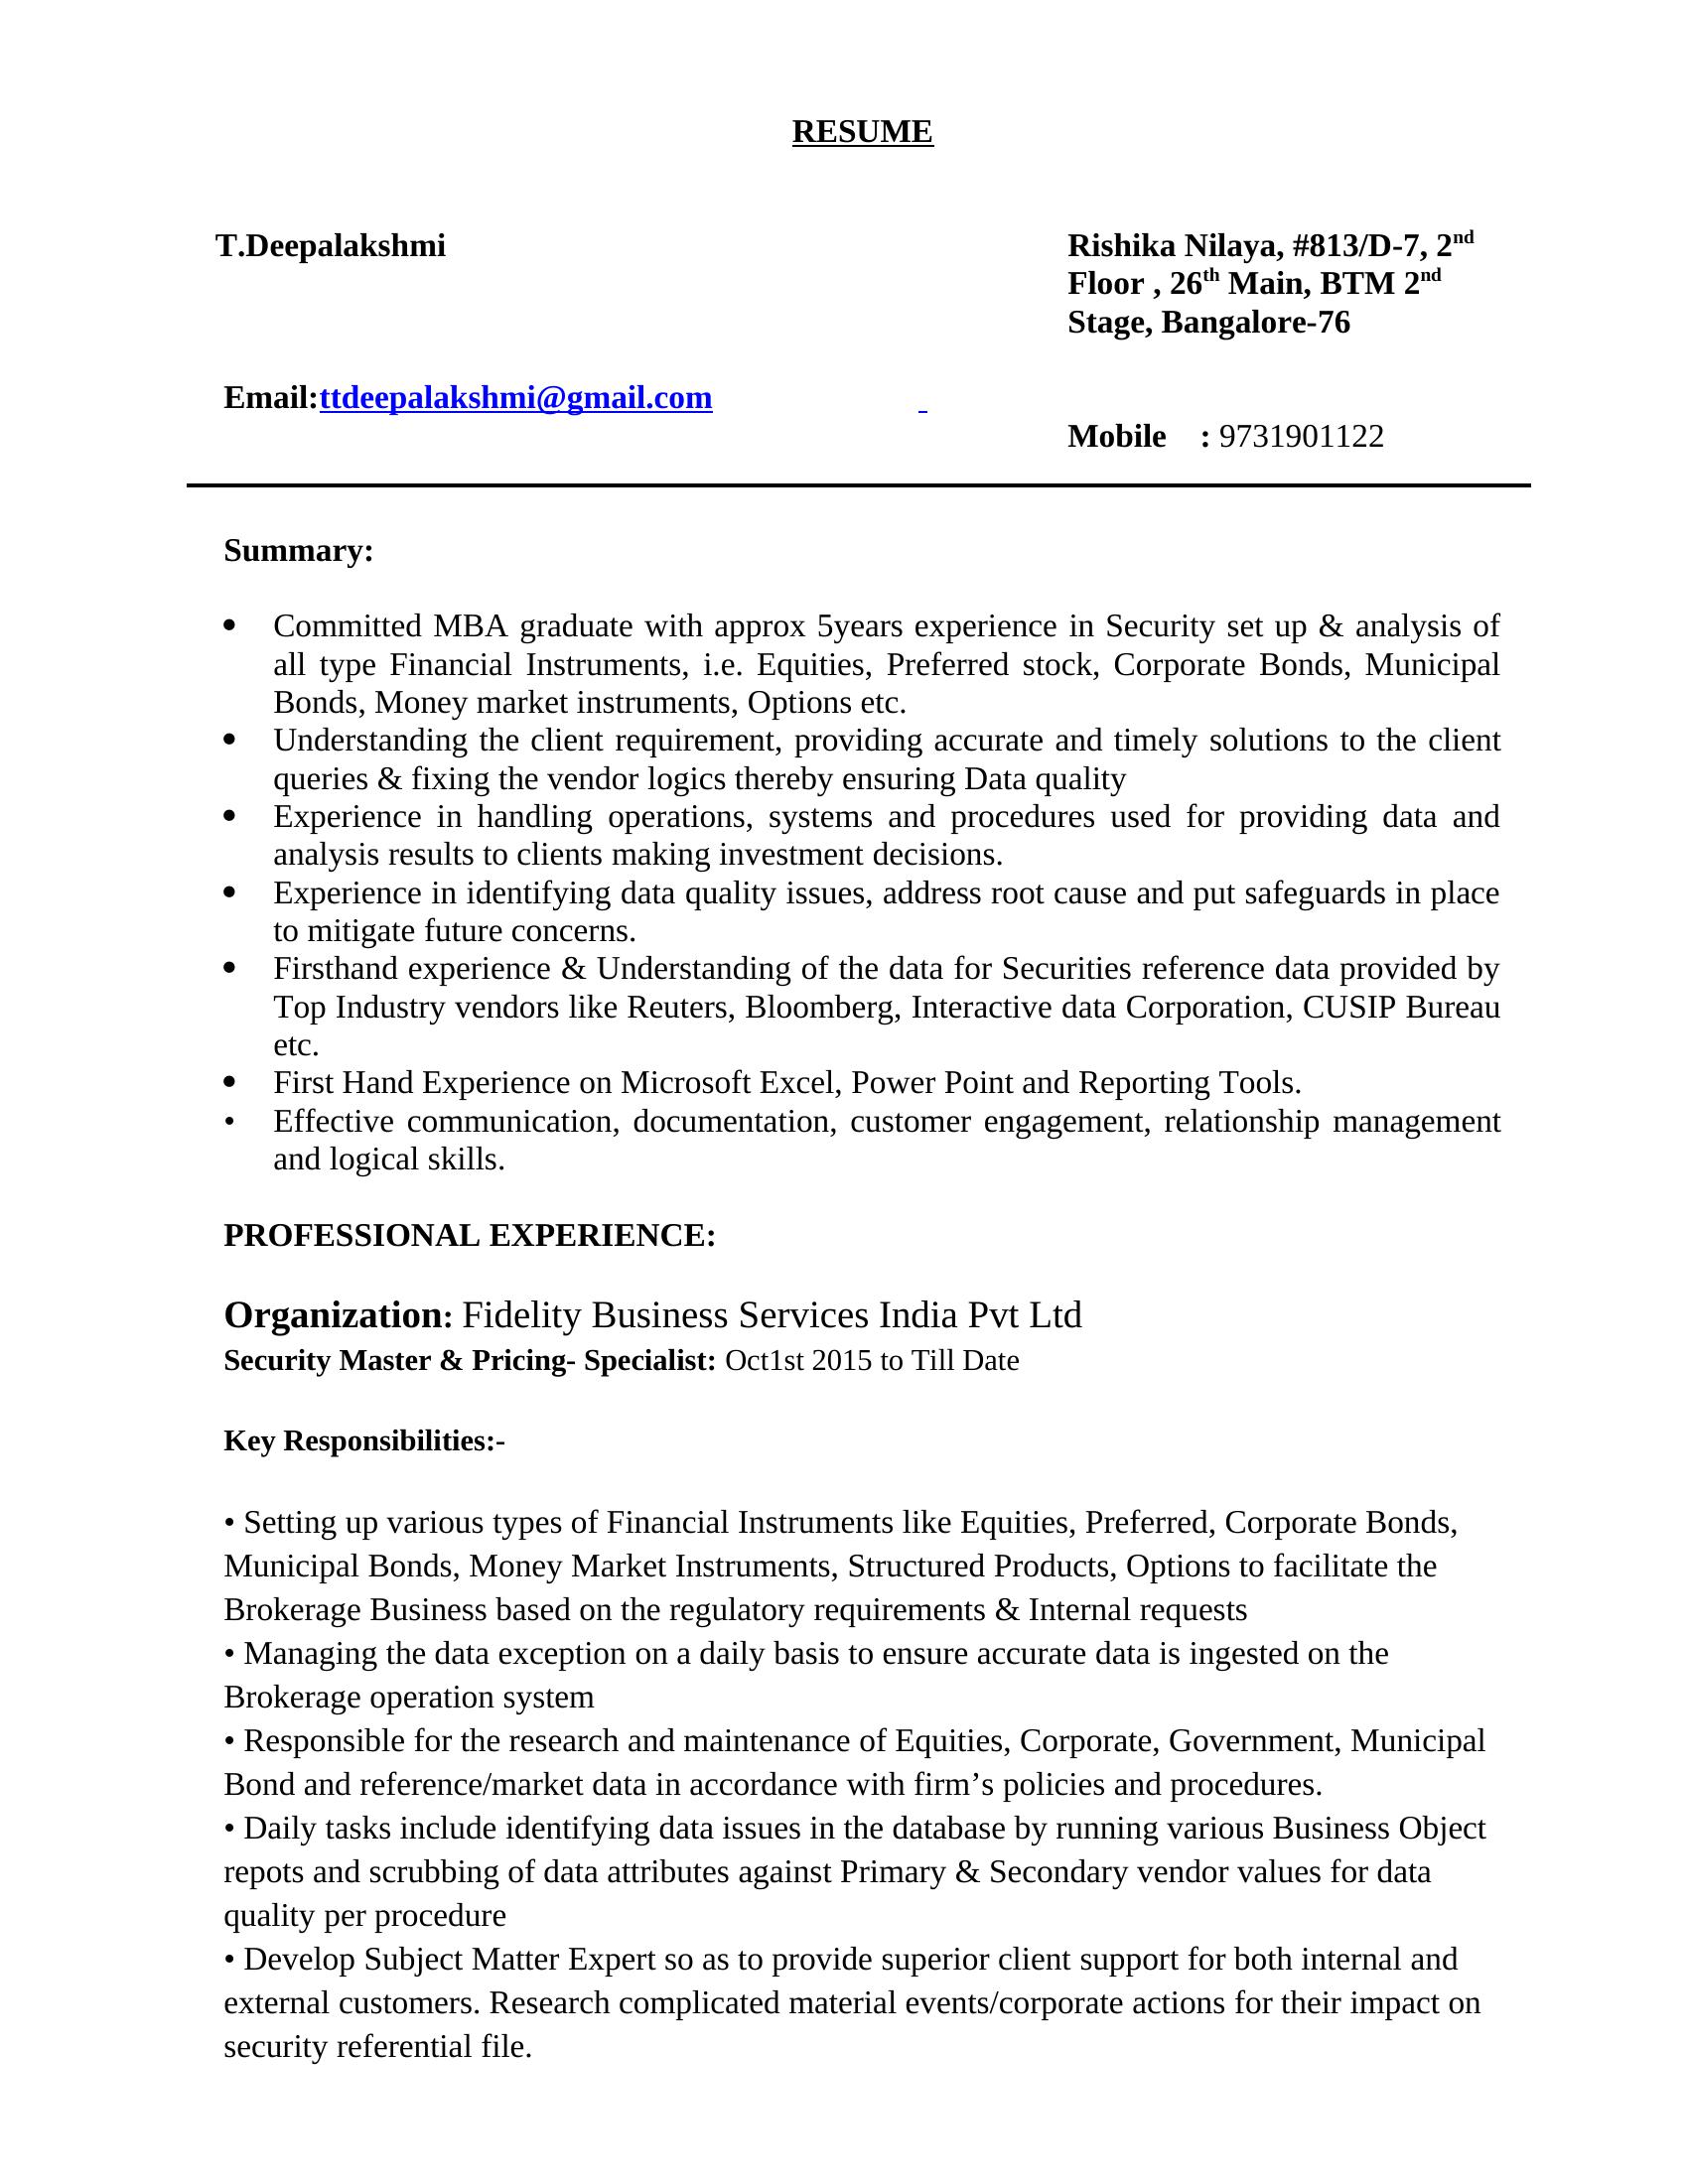 RESUME
T.Deepalakshmi
Rishika Nilaya, #813/D-7, 2nd
Floor , 26th Main, BTM 2nd
Stage, Bangalore-76
Email:ttdeepalakshmi@gmail.com
Mobile : 9731901122
Summary:
• Committed MBA graduate with approx 5years experience in Security set up & analysis of
all type Financial Instruments, i.e. Equities, Preferred stock, Corporate Bonds, Municipal
Bonds, Money market instruments, Options etc.
• Understanding the client requirement, providing accurate and timely solutions to the client
queries & fixing the vendor logics thereby ensuring Data quality
• Experience in handling operations, systems and procedures used for providing data and
analysis results to clients making investment decisions.
• Experience in identifying data quality issues, address root cause and put safeguards in place
to mitigate future concerns.
• Firsthand experience & Understanding of the data for Securities reference data provided by
Top Industry vendors like Reuters, Bloomberg, Interactive data Corporation, CUSIP Bureau
etc.
• First Hand Experience on Microsoft Excel, Power Point and Reporting Tools.
• Effective communication, documentation, customer engagement, relationship management
and logical skills.
PROFESSIONAL EXPERIENCE:
Organization: Fidelity Business Services India Pvt Ltd
Security Master & Pricing- Specialist: Oct1st 2015 to Till Date
Key Responsibilities:-
• Setting up various types of Financial Instruments like Equities, Preferred, Corporate Bonds,
Municipal Bonds, Money Market Instruments, Structured Products, Options to facilitate the
Brokerage Business based on the regulatory requirements & Internal requests
• Managing the data exception on a daily basis to ensure accurate data is ingested on the
Brokerage operation system
• Responsible for the research and maintenance of Equities, Corporate, Government, Municipal
Bond and reference/market data in accordance with firm’s policies and procedures.
• Daily tasks include identifying data issues in the database by running various Business Object
repots and scrubbing of data attributes against Primary & Secondary vendor values for data
quality per procedure
• Develop Subject Matter Expert so as to provide superior client support for both internal and
external customers. Research complicated material events/corporate actions for their impact on
security referential file.